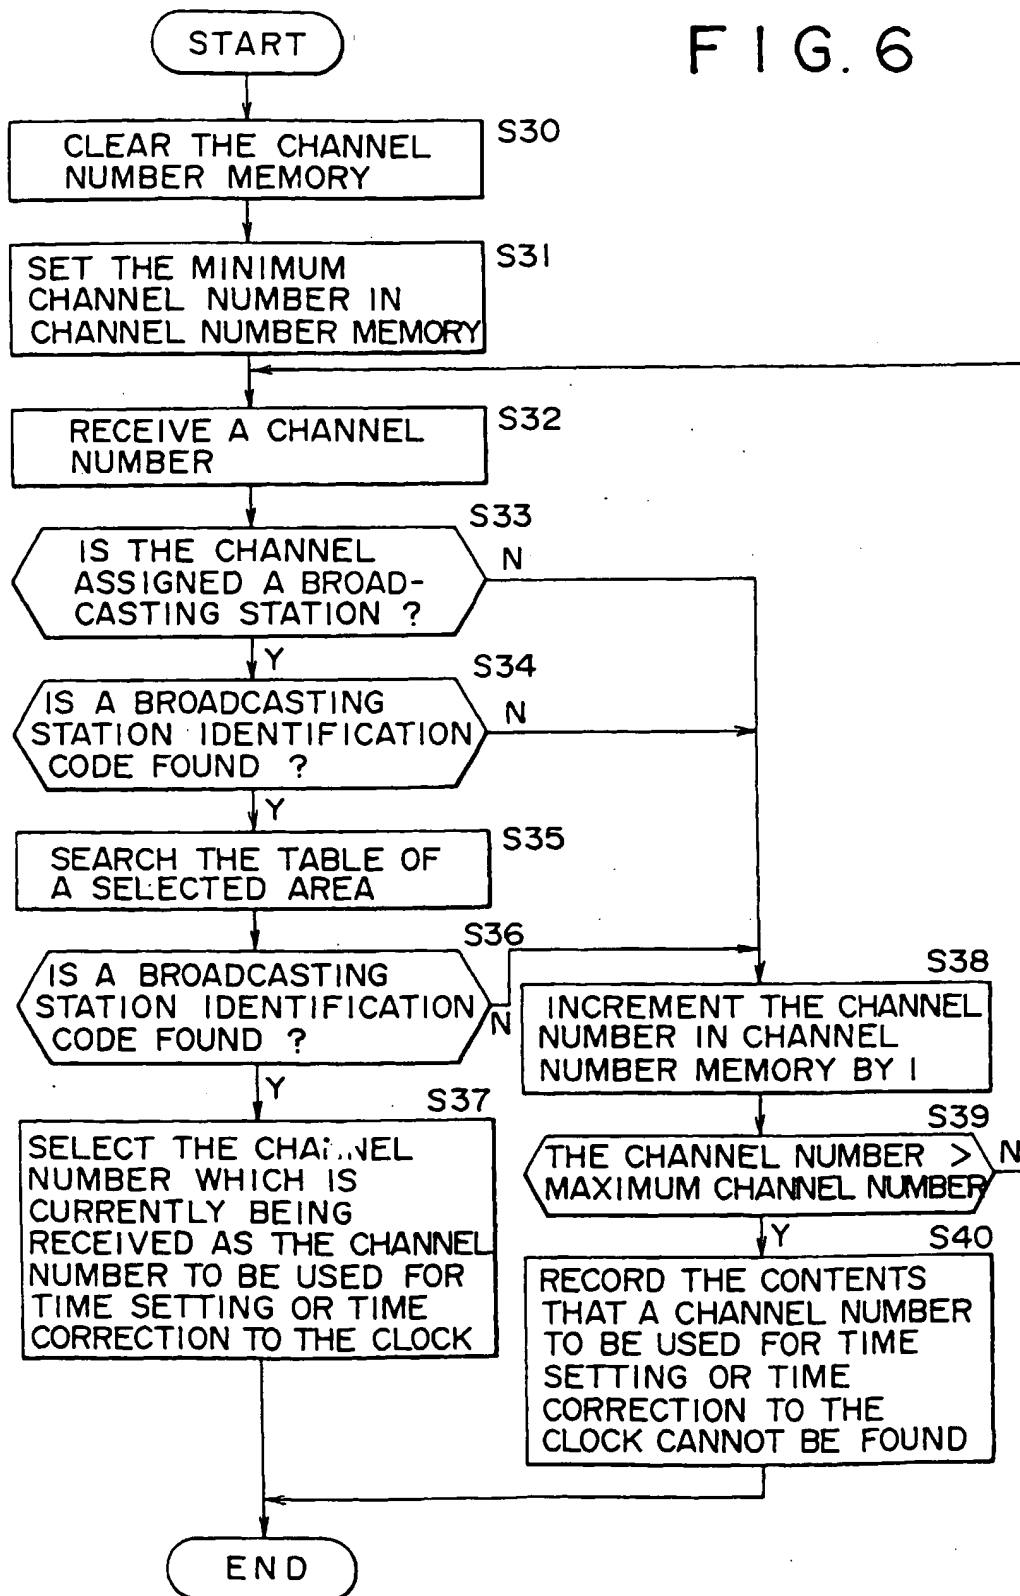 FIG. 6
START
S30
CLEAR THE CHANNEL
NUMBER MEMORY
S31
SET THE MINIMUM
CHANNEL NUMBER IN
CHANNEL NUMBER MEMORY
S32
RECEIVE A CHANNEL
NUMBER
S33
IS THE CHANNEL
ASSIGNED A BROAD-
CASTING STATION ?
N
Y
S34
IS A BROADCASTING
STATION IDENTIFICATION
CODE FOUND ?
N
Y
S35
SEARCH THE TABLE OF
A SELECTED AREA
S36
IS A BROADCASTING
STATION IDENTIFICATION
CODE FOUND ?
N
Y
S37
SELECT THE CHANNEL
NUMBER WHICH IS
CURRENTLY BEING
RECEIVED AS THE CHANNEL
NUMBER TO BE USED FOR
TIME SETTING OR TIME
CORRECTION TO THE CLOCK
S38
INCREMENT THE CHANNEL
NUMBER IN CHANNEL
NUMBER MEMORY BY 1
S39
THE CHANNEL NUMBER >
MAXIMUM CHANNEL NUMBER
N
Y
S40
RECORD THE CONTENTS
THAT A CHANNEL NUMBER
TO BE USED FOR TIME
SETTING OR TIME
CORRECTION TO THE
CLOCK CANNOT BE FOUND
END